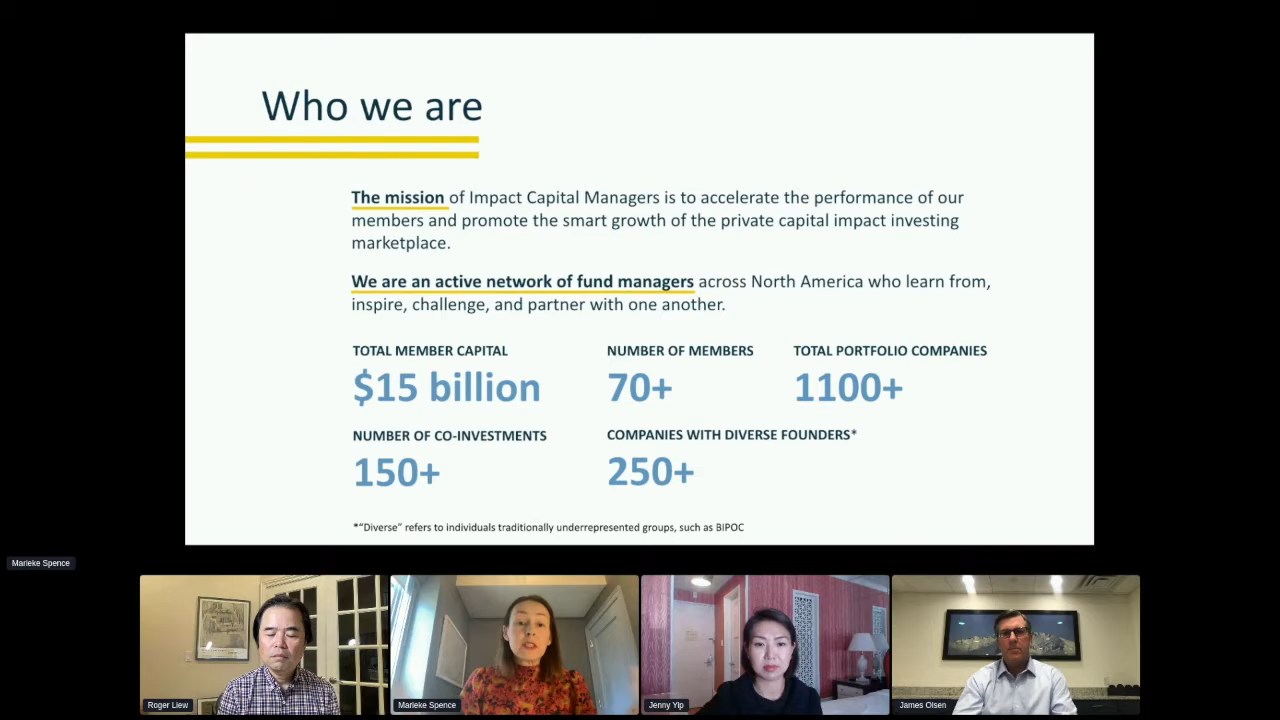 Who we are
The mission of Impact Capital Managers is to accelerate the performance of our
members and promote the smart growth of the private capital impact investing
marketplace.
We are an active network of fund managers across North America who learn from,
inspire, challenge, and partner with one another.
TOTAL MEMBER CAPITAL
$15 billion
NUMBER OF MEMBERS
70+
TOTAL PORTFOLIO COMPANIES
1100+
NUMBER OF CO-INVESTMENTS
150+
COMPANIES WITH DIVERSE FOUNDERS*
250+
*“Diverse” refers to individuals traditionally underrepresented groups, such as BIPOC
Marieke Spence
Roger Liew
Marieke Spence
Jenny Yip
James Olsen